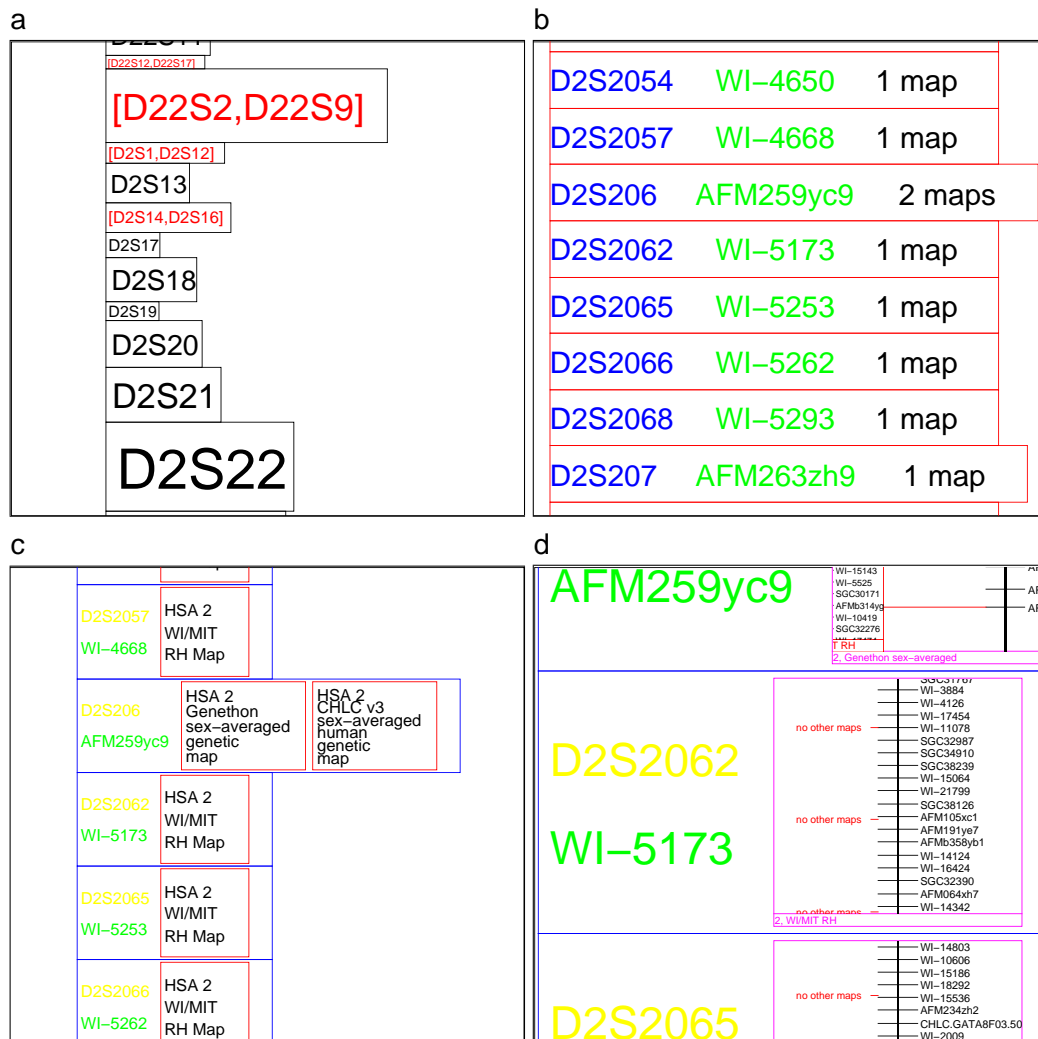 a
[D22S12,D22S17]
[D22S2,D22S9]
[D2S1,D2S12]
D2S13
[D2S14,D2S16]
D2S17
D2S18
D2S19
D2S20
D2S21
D2S22
b
D2S2054 WI−4650 1 map
D2S2057 WI−4668 1 map
D2S206 AFM259yc9 2 maps
D2S2062 WI−5173 1 map
D2S2065 WI−5253 1 map
D2S2066 WI−5262 1 map
D2S2068 WI−5293 1 map
D2S207 AFM263zh9 1 map
c
D2S2057
WI−4668
HSA 2
WI/MIT
RH Map
D2S206
AFM259yc9
HSA 2
Genethon
sex−averaged
genetic
map
HSA 2
CHLC v3
sex−averaged
human
genetic
map
D2S2062
WI−5173
HSA 2
WI/MIT
RH Map
D2S2065
WI−5253
HSA 2
WI/MIT
RH Map
D2S2066
WI−5262
HSA 2
WI/MIT
RH Map
d
AFM259yc9
WI−15143
WI−5525
SGC30171
AFMb314yg
WI−10419
SGC32276
T RH
2, Genethon sex−averaged
AF
AF
D2S2062
WI−5173
no other maps
no other maps
no other maps
SGC31767
WI−3884
WI−4126
WI−17454
WI−11078
SGC32987
SGC34910
SGC38239
WI−15064
WI−21799
SGC38126
AFM105xc1
AFM191ye7
AFMb358yb1
WI−14124
WI−16424
SGC32390
AFM064xh7
WI−14342
2, WI/MIT RH
D2S2065
no other maps
WI−14803
WI−10606
WI−15186
WI−18292
WI−15536
AFM234zh2
CHLC.GATA8F03.50
WI−2009